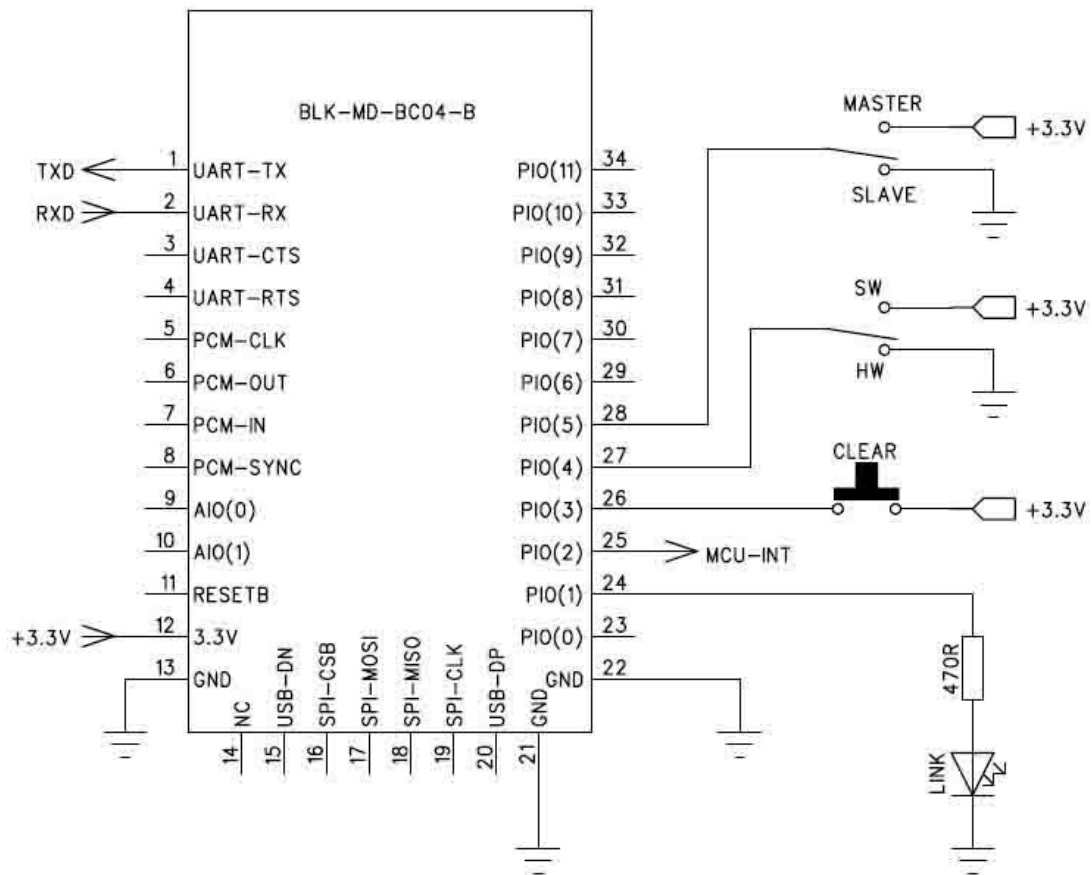 BLK-MD-BC04-B
MASTER
+3.3V
TXD 1 UART-TX PIO(11) 34
SLAVE
RXD 2 UART-RX PIO(10) 33
3 UART-CTS PIO(9) 32
4 UART-RTS PIO(8) 31
SW
+3.3V
5 PCM-CLK PIO(7) 30
HW
6 PCM-OUT PIO(6) 29
7 PCM-IN PIO(5) 28
CLEAR
8 PCM-SYNC PIO(4) 27
9 AIO(0) PIO(3) 26 +3.3V
10 AIO(1) PIO(2) 25 MCU-INT
11 RESETB PIO(1) 24
+3.3V 12 3.3V PIO(0) 23
13 GND GND 22
470R
NC USB-DN SPI-CSB SPI-MOSI SPI-MISO SPI-CLK USB-DP GND
14 15 16 17 18 19 20 21
LINK